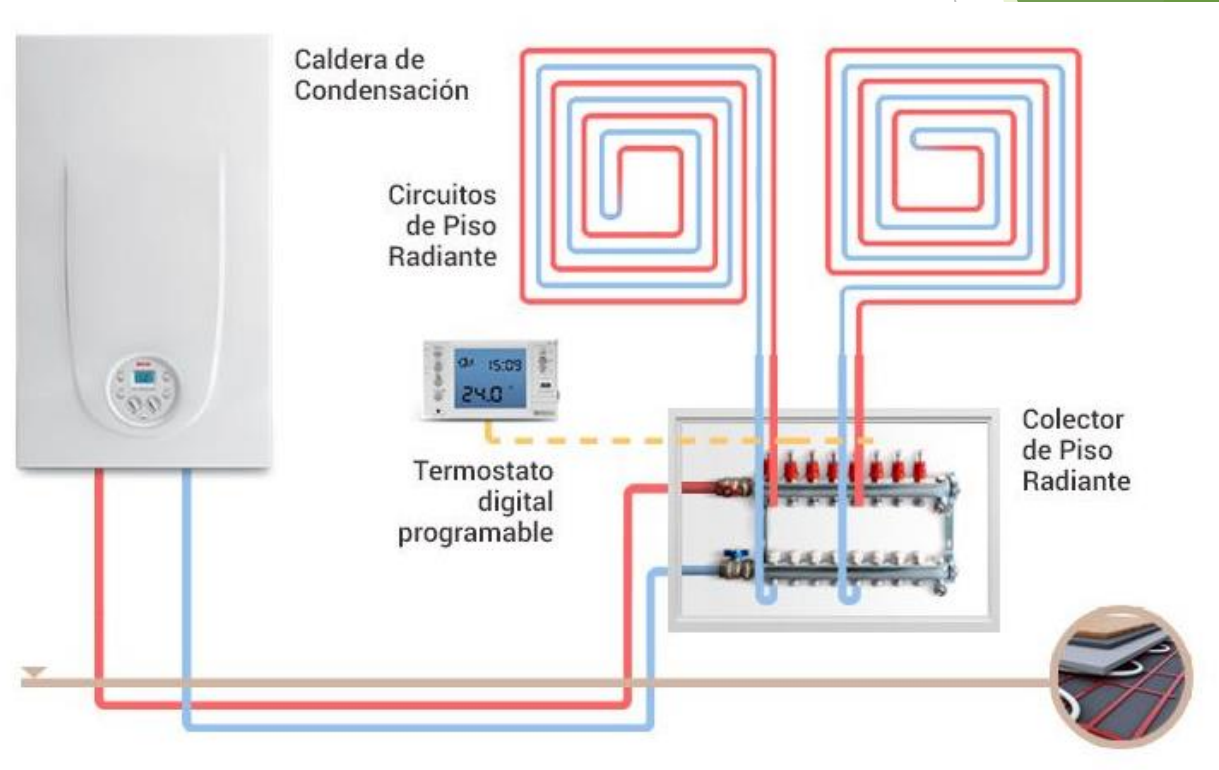 Caldera de
Condensación
Circuitos
de Piso
Radiante
15:09
24.0
Termostato
digital
programable
Colector
de Piso
Radiante